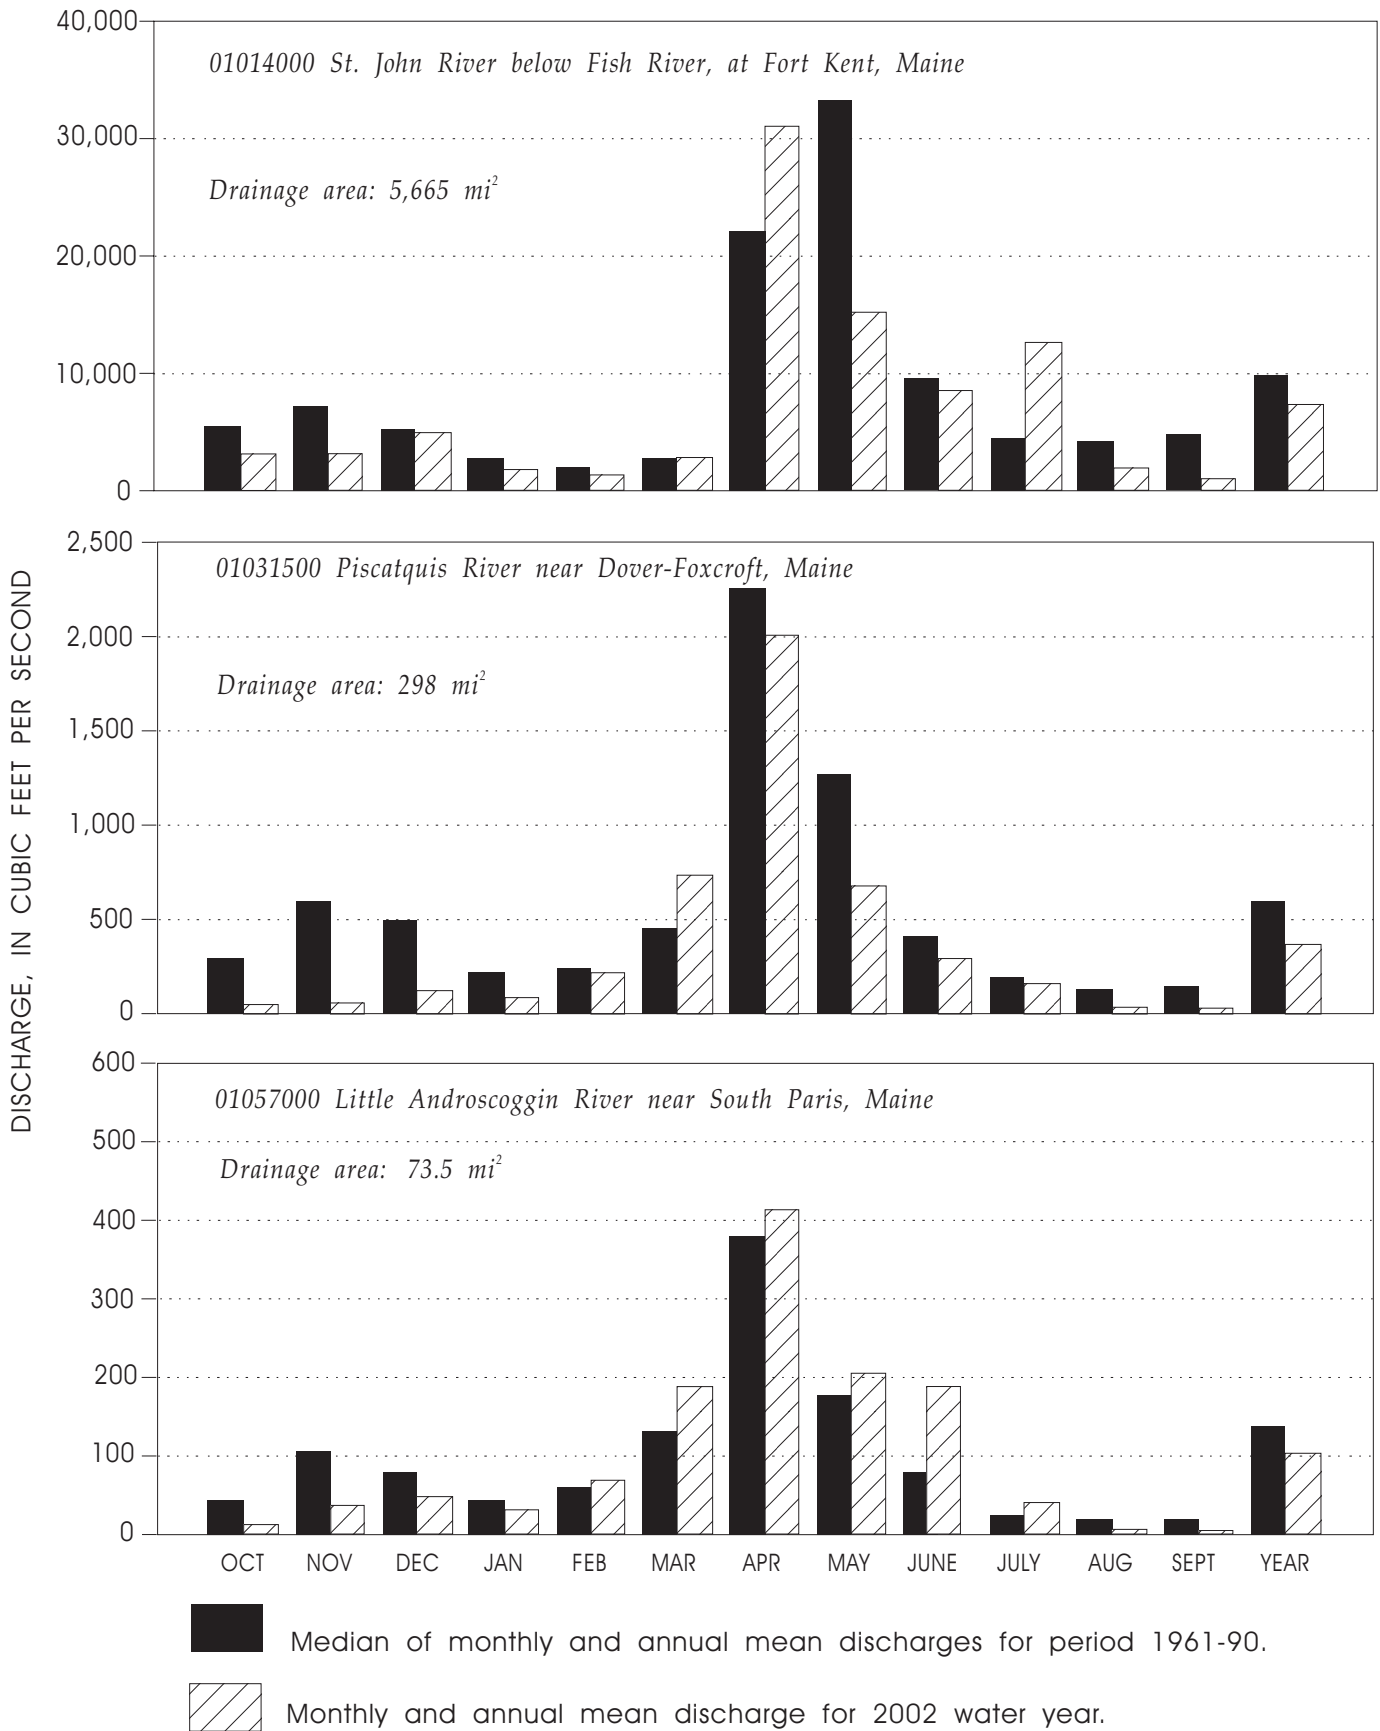 DISCHARGE, IN CUBIC FEET PER SECOND
40,000
30,000
20,000
10,000
0
01014000 St. John River below Fish River, at Fort Kent, Maine
Drainage area: 5,665 mi²
2,500
2,000
1,500
1,000
500
0
01031500 Piscatquis River near Dover-Foxcroft, Maine
Drainage area: 298 mi²
600
500
400
300
200
100
0
01057000 Little Androscoggin River near South Paris, Maine
Drainage area: 73.5 mi²
OCT NOV DEC JAN FEB MAR APR MAY JUNE JULY AUG SEPT YEAR
Median of monthly and annual mean discharges for period 1961-90.
Monthly and annual mean discharge for 2002 water year.